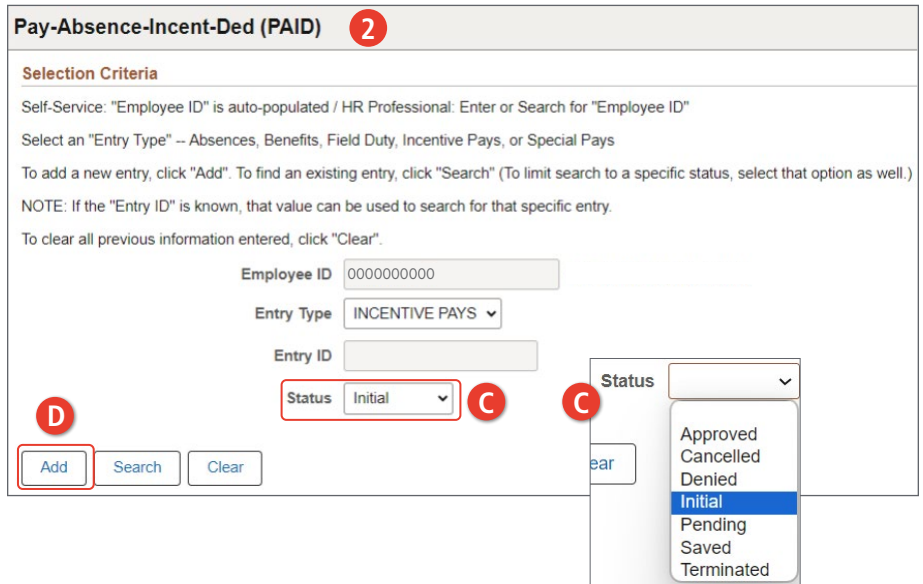 Pay-Absence-Incent-Ded (PAID) 2
Selection Criteria
Self-Service: "Employee ID" is auto-populated / HR Professional: Enter or Search for "Employee ID"
Select an "Entry Type" -- Absences, Benefits, Field Duty, Incentive Pays, or Special Pays
To add a new entry, click "Add". To find an existing entry, click "Search" (To limit search to a specific status, select that option as well.)
NOTE: If the "Entry ID" is known, that value can be used to search for that specific entry.
To clear all previous information entered, click "Clear".
Employee ID 0000000000
Entry Type INCENTIVE PAYS
Entry ID
Status Initial C
D
Add Search Clear
C Status
ear
Approved
Cancelled
Denied
Initial
Pending
Saved
Terminated